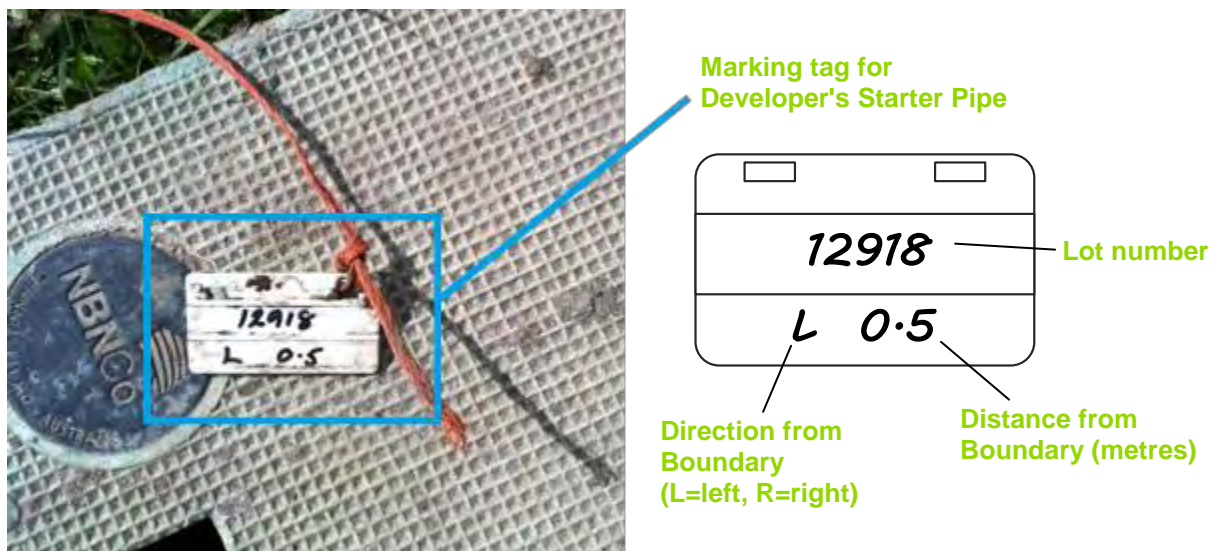 Marking tag for
Developer's Starter Pipe
NBNCO
12918
L 0.5
12918
Lot number
L 0.5
Direction from
Boundary
(L=left, R=right)
Distance from
Boundary (metres)